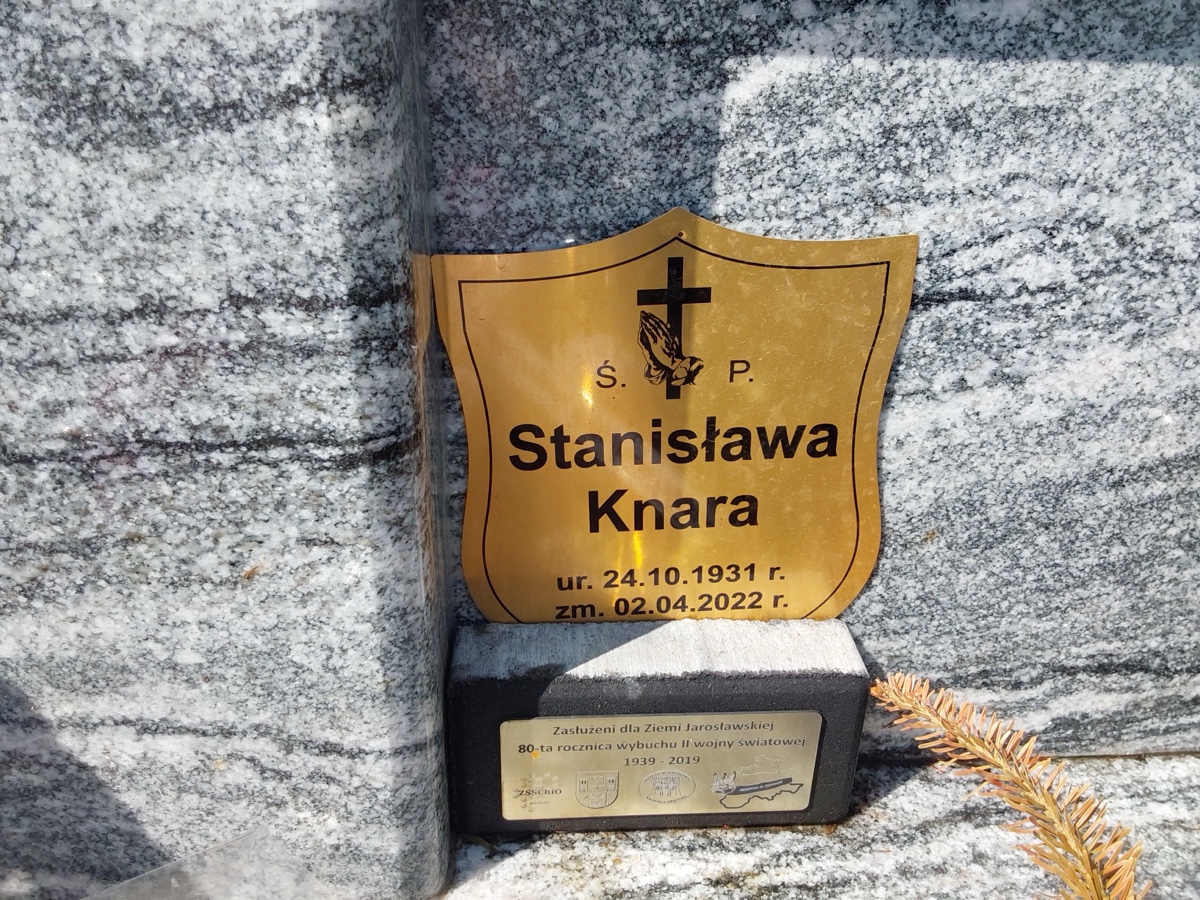 Ś. P.
Stanisława
Knara
ur. 24.10.1931 r.
zm. 02.04.2022 r.
Zasłużeni dla Ziemi Jarosławskiej
80-ta rocznica wybuchu II wojny światowej
1939 - 2019
ZSSChiO